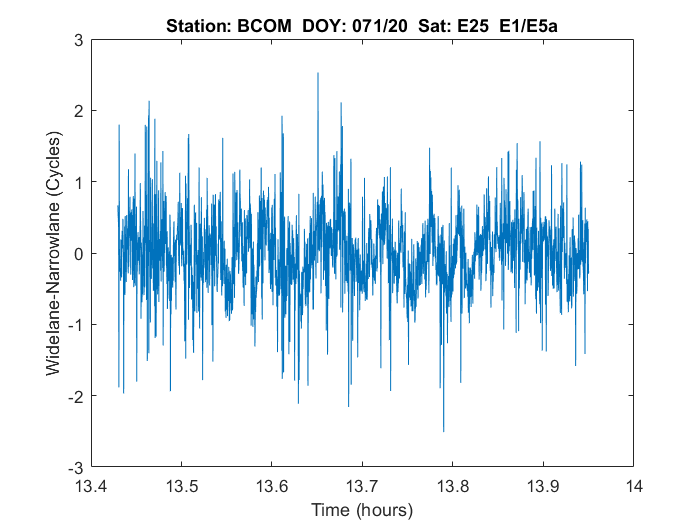 Station: BCOM  DOY: 071/20  Sat: E25  E1/E5a
3
2
1
0
-1
-2
-3
Widelane-Narrowlane (Cycles)
13.4 13.5 13.6 13.7 13.8 13.9 14
Time (hours)